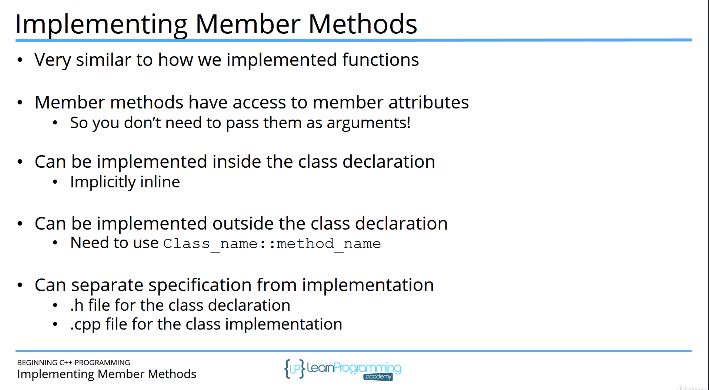 Implementing Member Methods
• Very similar to how we implemented functions
• Member methods have access to member attributes
• So you don't need to pass them as arguments!
• Can be implemented inside the class declaration
• Implicitly inline
• Can be implemented outside the class declaration
• Need to use Class_name::method_name
• Can separate specification from implementation
• .h file for the class declaration
• .cpp file for the class implementation
BEGINNING C++ PROGRAMMING
Implementing Member Methods
{LP} LearnProgramming
.academy